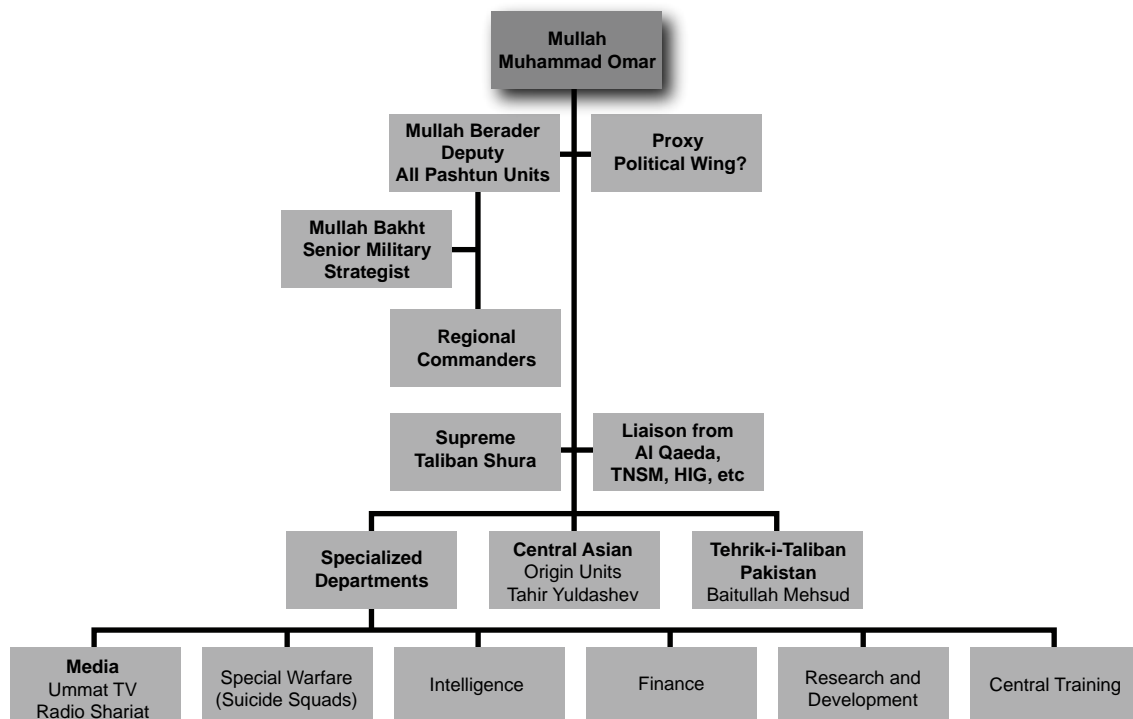 Mullah
Muhammad Omar
Mullah Berader
Deputy
All Pashtun Units
Proxy
Political Wing?
Mullah Bakht
Senior Military
Strategist
Regional
Commanders
Supreme
Taliban Shura
Liaison from
Al Qaeda,
TNSM, HIG, etc
Specialized
Departments
Central Asian
Origin Units
Tahir Yuldashev
Tehrik-i-Taliban
Pakistan
Baitullah Mehsud
Media
Ummat TV
Radio Shariat
Special Warfare
(Suicide Squads)
Intelligence
Finance
Research and
Development
Central Training